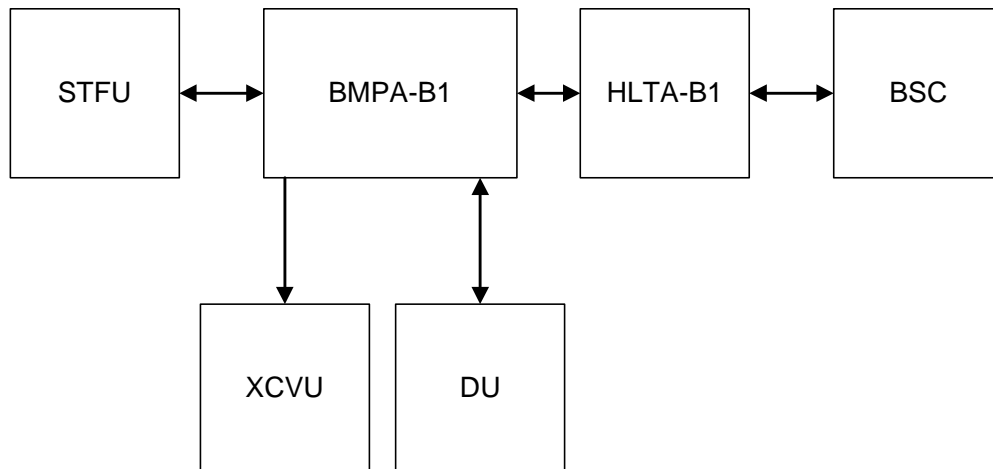 STFU
BMPA-B1
HLTA-B1
BSC
XCVU
DU